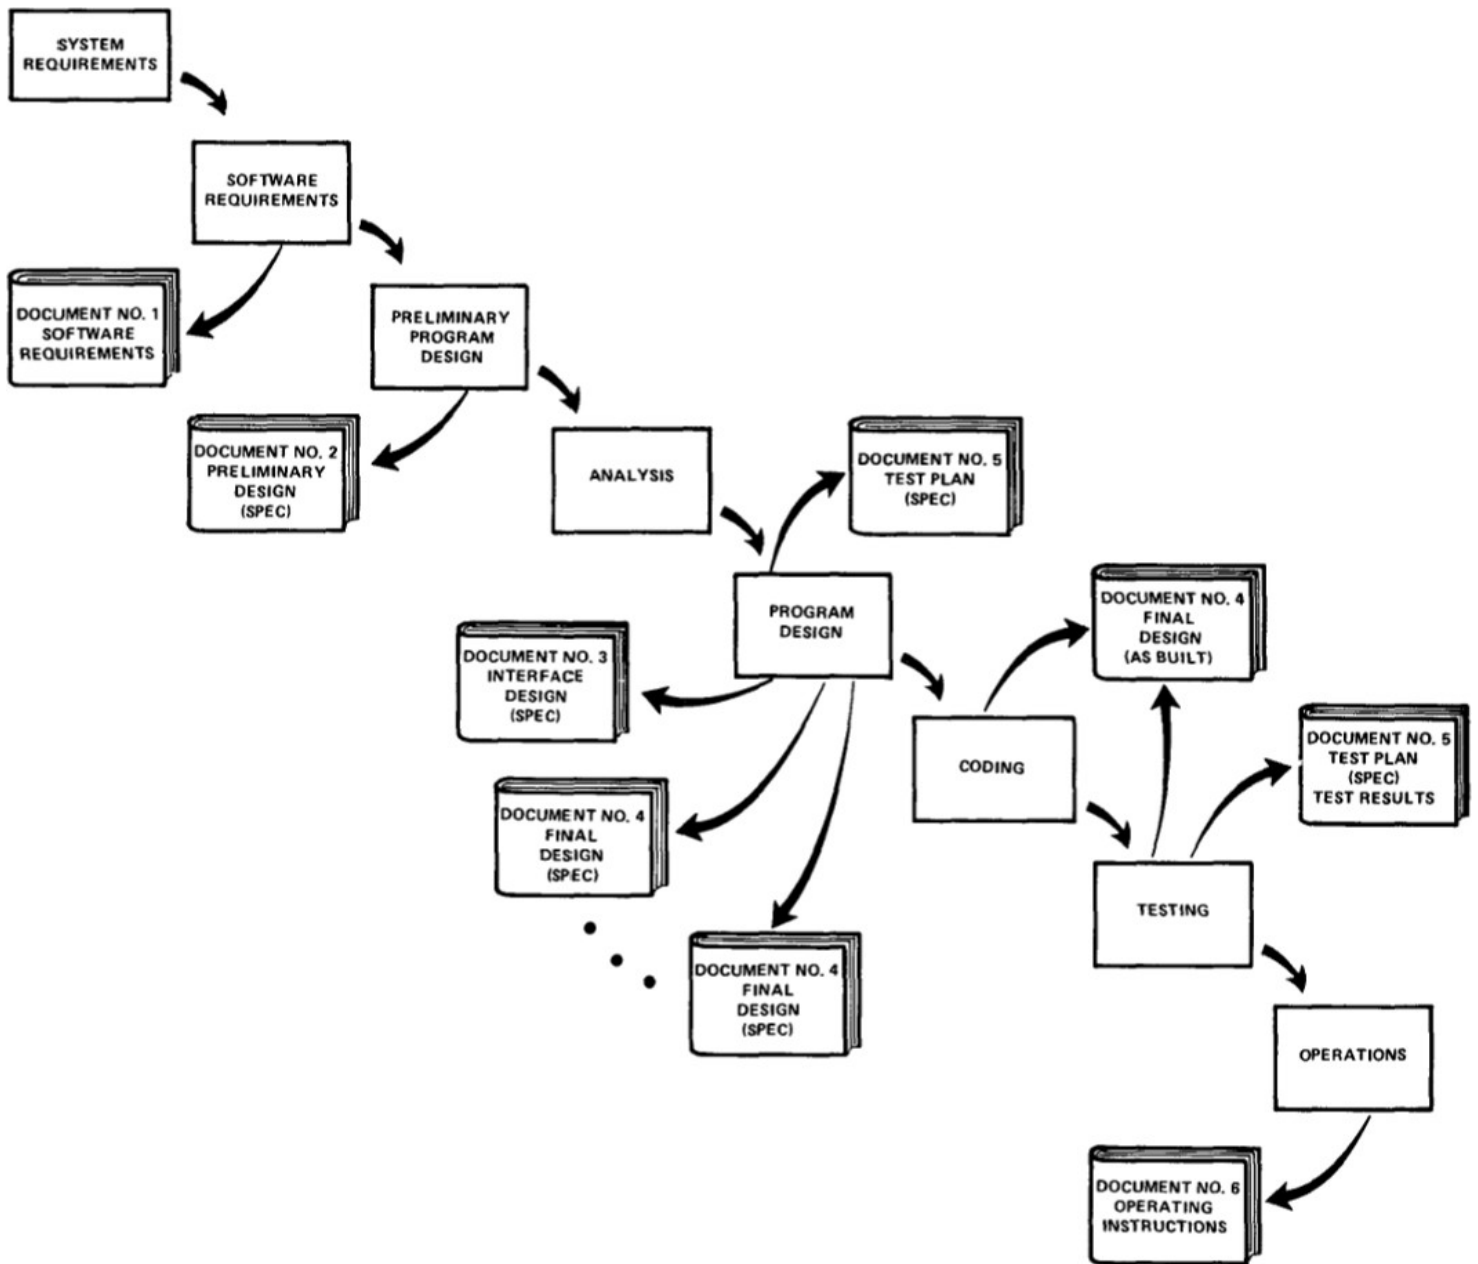 SYSTEM
REQUIREMENTS
SOFTWARE
REQUIREMENTS
DOCUMENT NO. 1
SOFTWARE
REQUIREMENTS
PRELIMINARY
PROGRAM
DESIGN
DOCUMENT NO. 2
PRELIMINARY
DESIGN
(SPEC)
ANALYSIS
DOCUMENT NO. 5
TEST PLAN
(SPEC)
PROGRAM
DESIGN
DOCUMENT NO. 3
INTERFACE
DESIGN
(SPEC)
DOCUMENT NO. 4
FINAL
DESIGN
(SPEC)
DOCUMENT NO. 4
FINAL
DESIGN
(SPEC)
CODING
DOCUMENT NO. 4
FINAL
DESIGN
(AS BUILT)
TESTING
DOCUMENT NO. 5
TEST PLAN
(SPEC)
TEST RESULTS
OPERATIONS
DOCUMENT NO. 6
OPERATING
INSTRUCTIONS